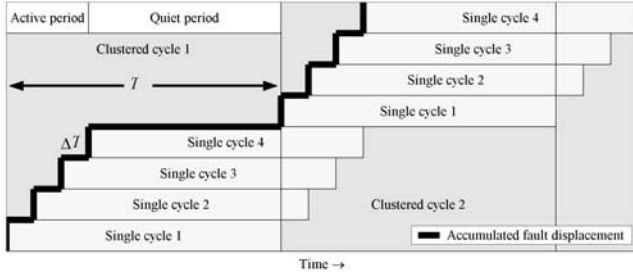 Active period
Quiet period
Single cycle 4
Clustered cycle 1
Single cycle 3
T
Single cycle 2
Single cycle 1
ΔT
Single cycle 4
Single cycle 3
Single cycle 2
Clustered cycle 2
Single cycle 1
Accumulated fault displacement
Time →